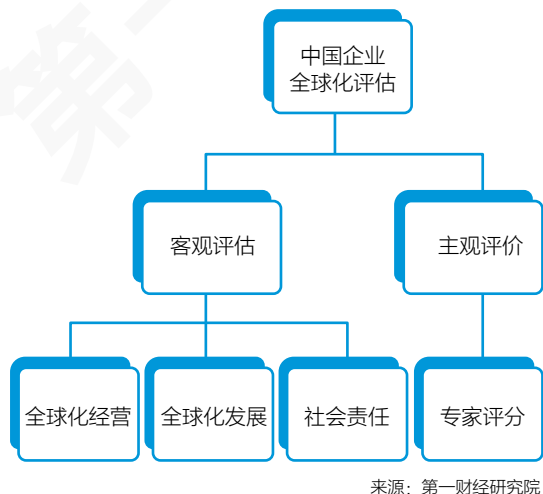 第一
中国企业
全球化评估
客观评估
主观评价
全球化经营
全球化发展
社会责任
专家评分
来源：第一财经研究院